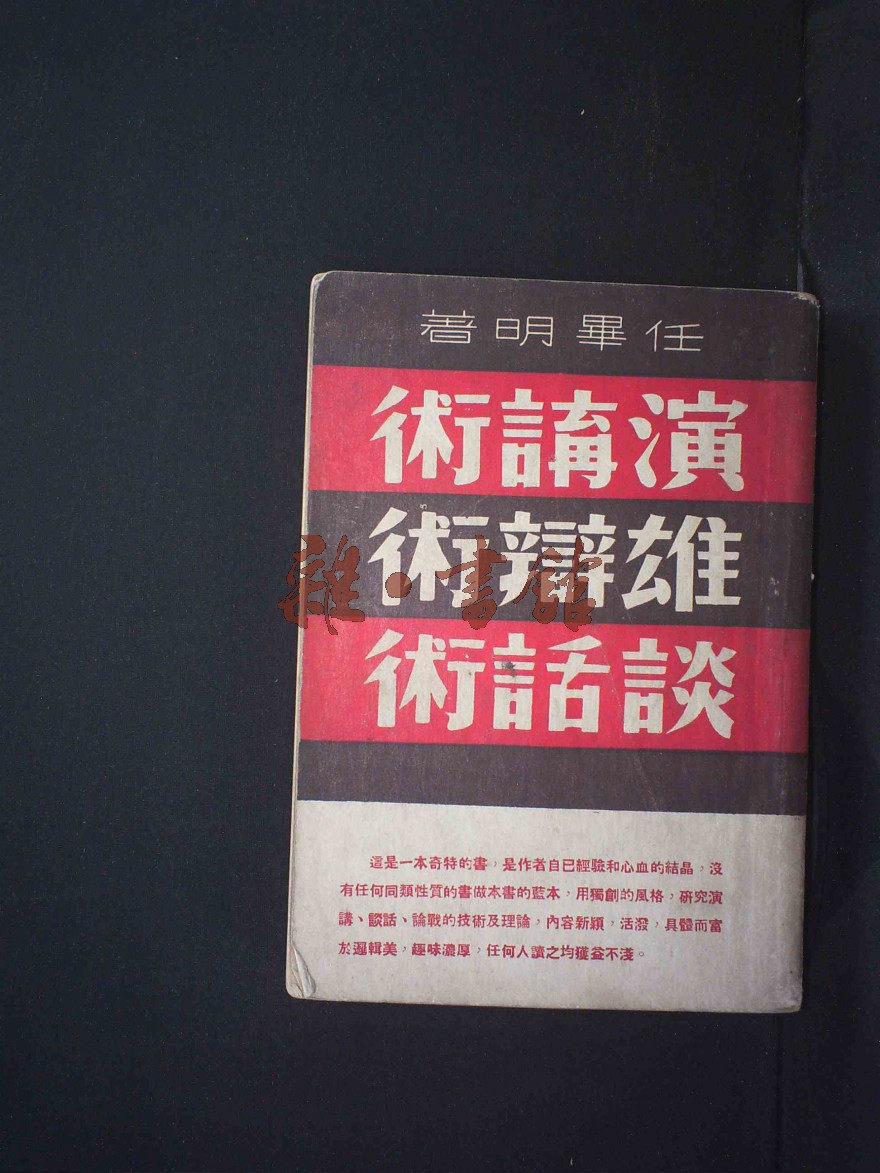 任畢明著
演講術
雄辯術
談話術
雜·書館
這是一本奇特的書，是作者自已經驗和心血的結晶，沒
有任何同類性質的書做本書的藍本，用獨創的風格，研究演
講、談話、論戰的技術及理論，內容新穎，活潑，具體而富
於邏輯美，趣味濃厚，任何人讀之均獲益不淺。